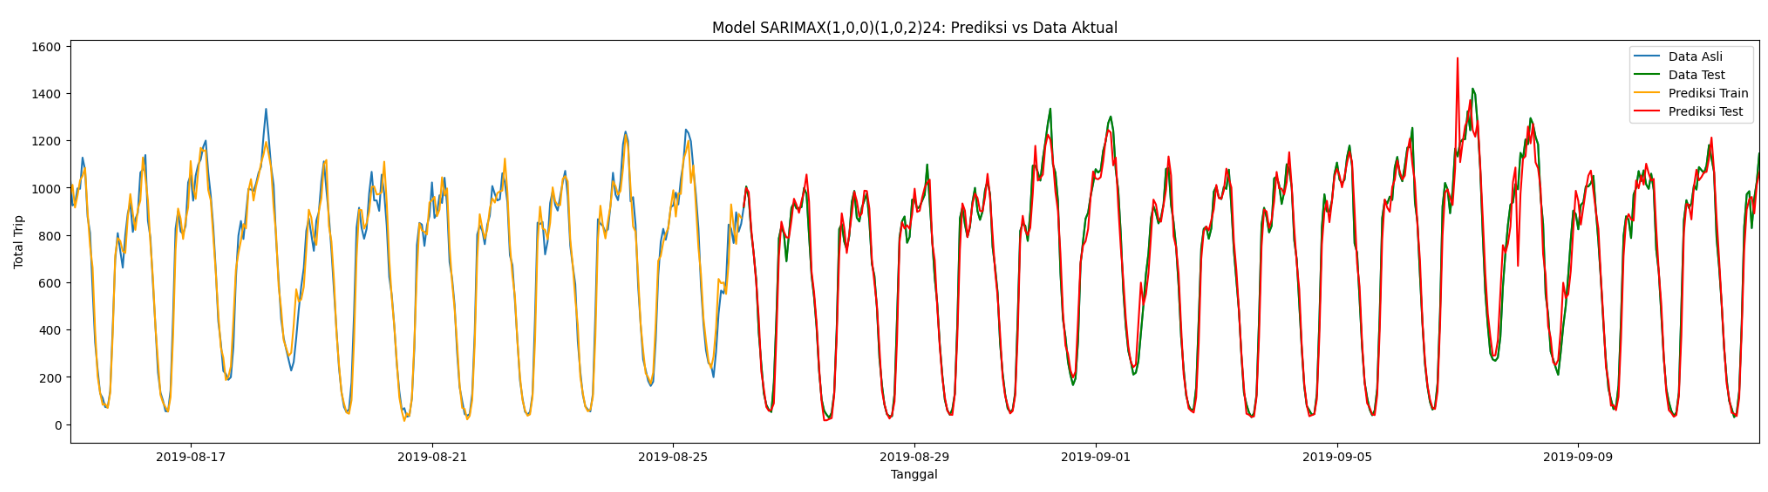 Model SARIMAX(1,0,0)(1,0,2)24: Prediksi vs Data Aktual
1600
1400
1200
1000
800
600
400
200
0
Total Trip
Data Asli
Data Test
Prediksi Train
Prediksi Test
2019-08-17
2019-08-21
2019-08-25
2019-08-29
2019-09-01
2019-09-05
2019-09-09
Tanggal